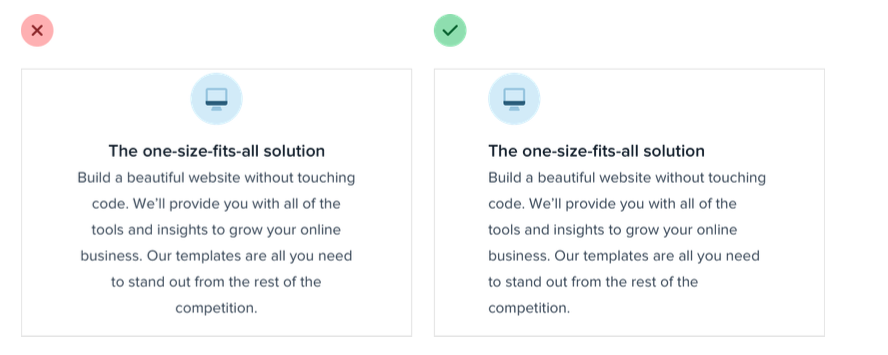 The one-size-fits-all solution
Build a beautiful website without touching
code. We'll provide you with all of the
tools and insights to grow your online
business. Our templates are all you need
to stand out from the rest of the
competition.
The one-size-fits-all solution
Build a beautiful website without touching
code. We'll provide you with all of the
tools and insights to grow your online
business. Our templates are all you need
to stand out from the rest of the
competition.